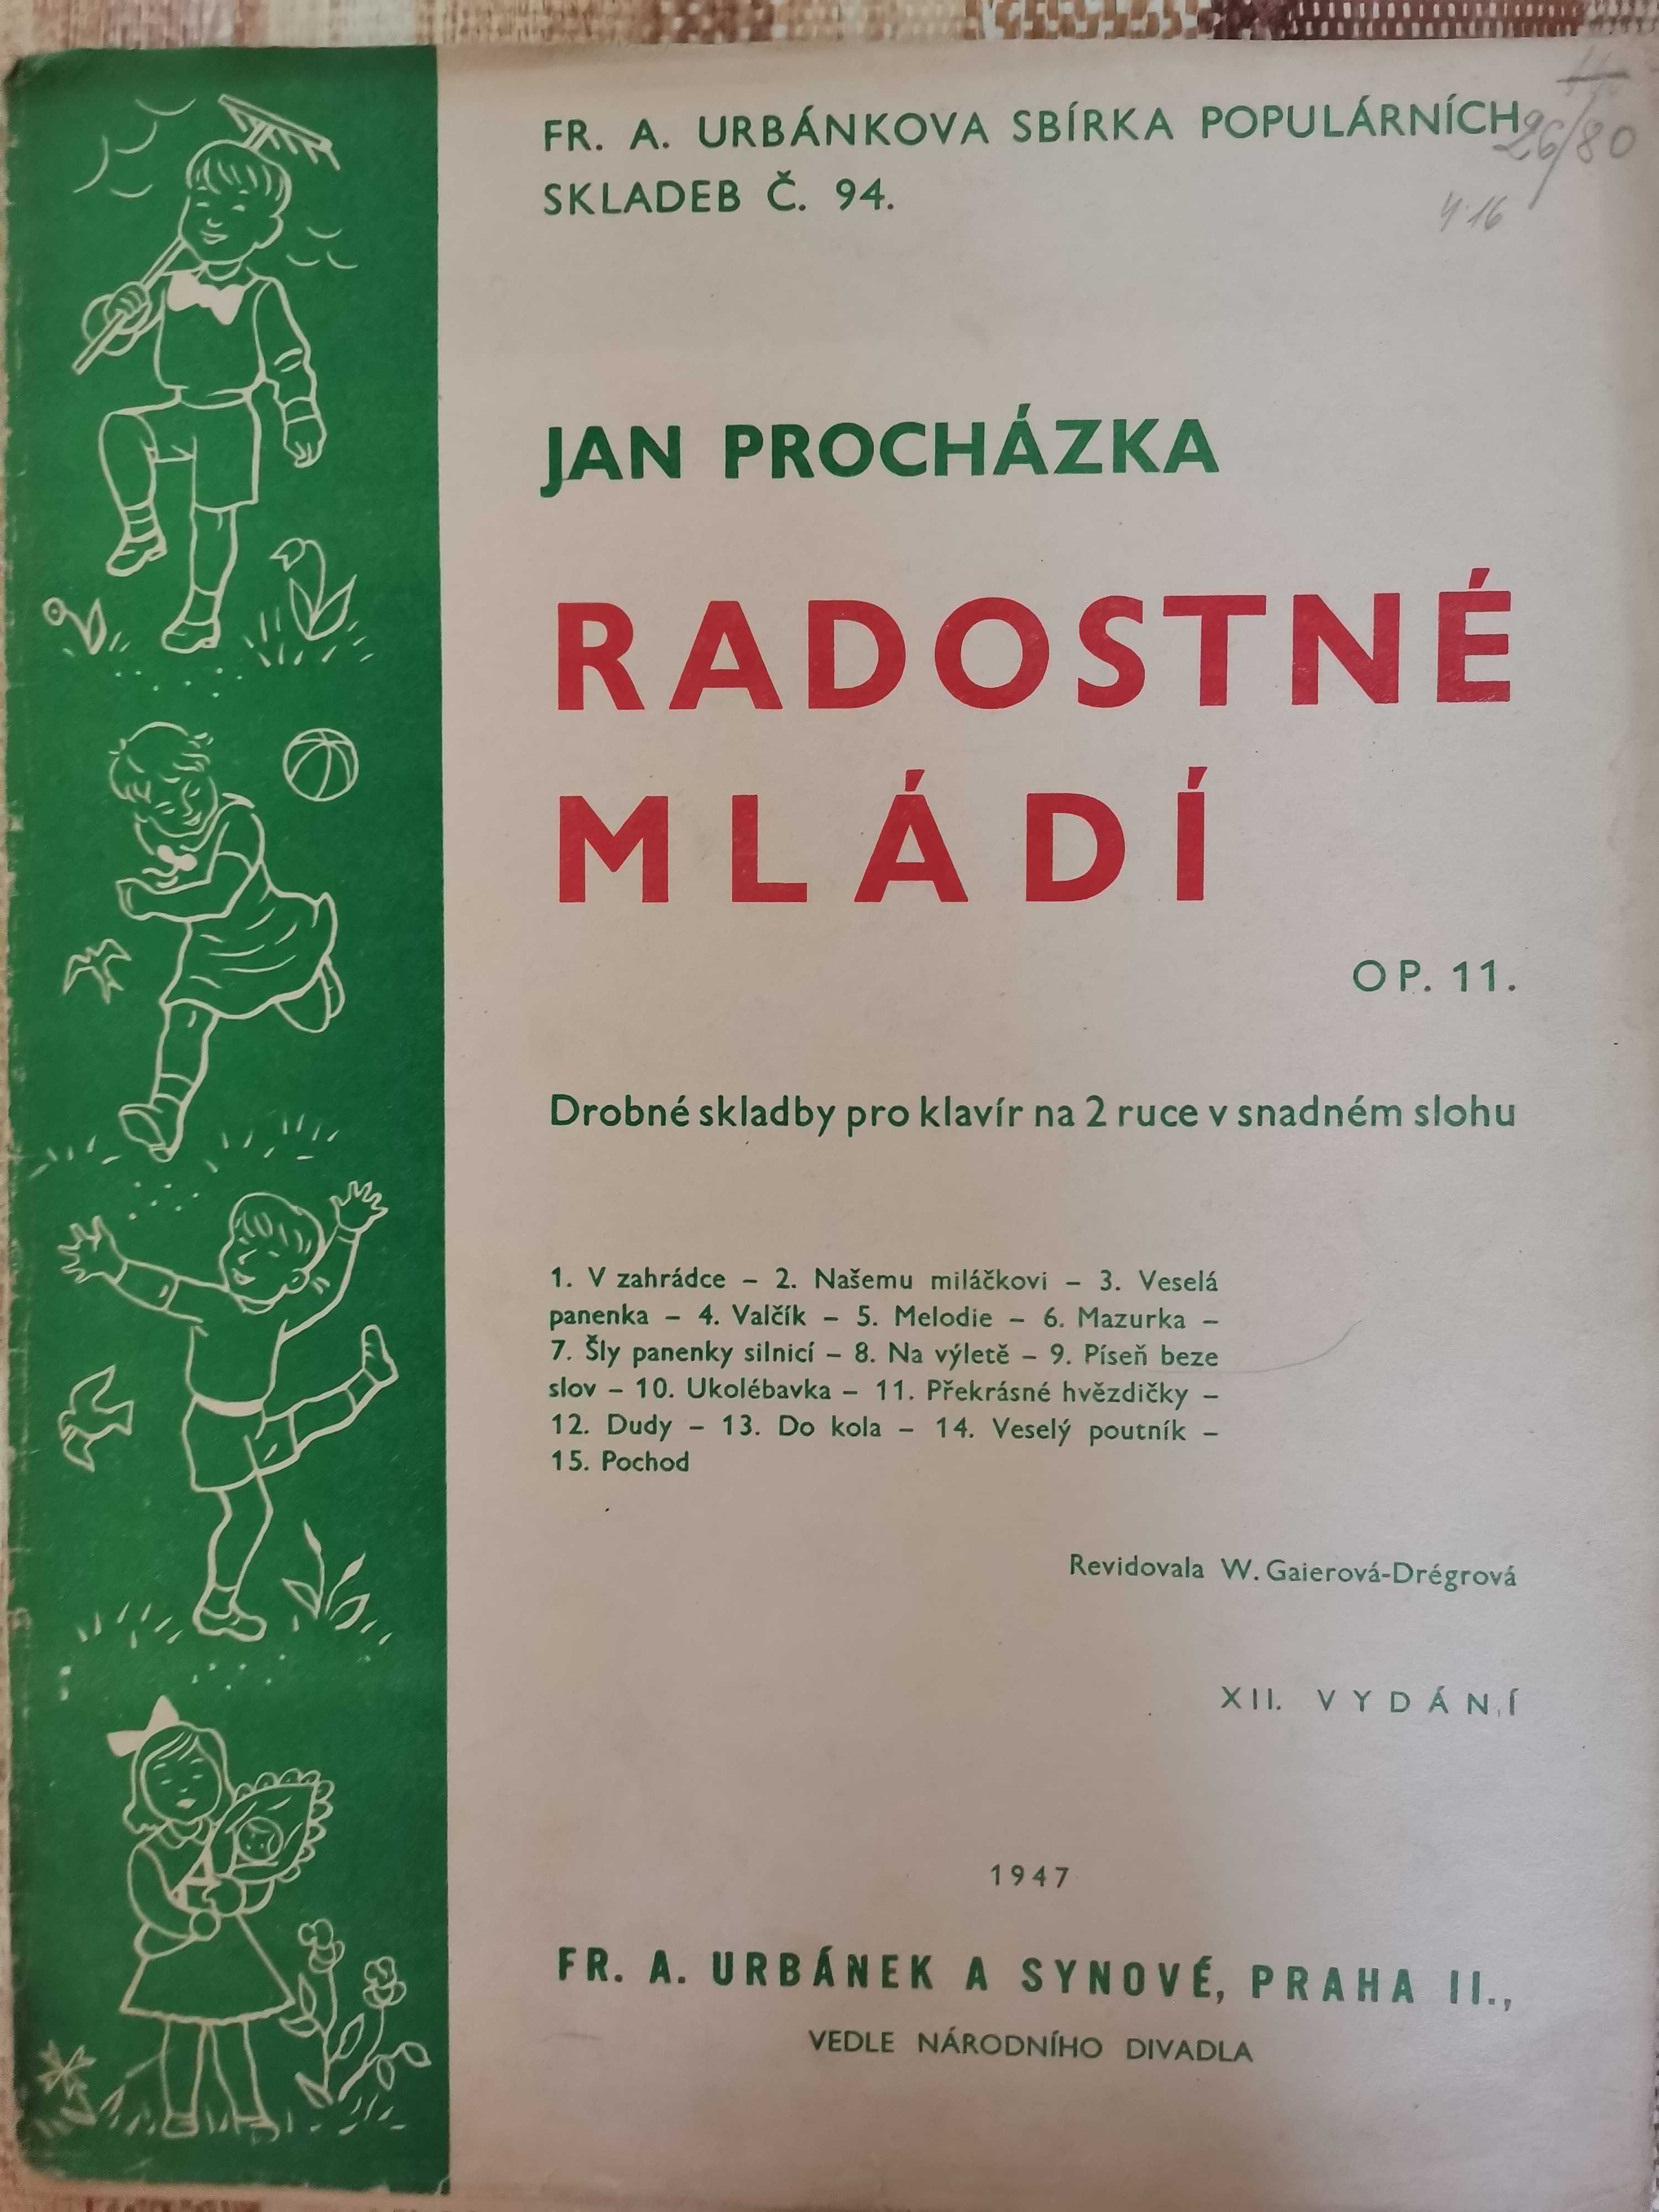 FR. A. URBÁNKOVA SBÍRKA POPULÁRNÍCH
26/80
SKLADEB Č. 94.
4·16
JAN PROCHÁZKA
RADOSTNÉ
MLÁDÍ
OP. 11.
Drobné skladby pro klavír na 2 ruce v snadném slohu
1. V zahrádce – 2. Našemu miláčkovi – 3. Veselá
panenka – 4. Valčík – 5. Melodie – 6. Mazurka –
7. Šly panenky silnicí – 8. Na výletě – 9. Píseň beze
slov – 10. Ukolébavka – 11. Překrásné hvězdičky –
12. Dudy – 13. Do kola – 14. Veselý poutník –
15. Pochod
Revidovala W. Gaierová-Drégrová
XII. VYDÁNÍ
1947
FR. A. URBÁNEK A SYNOVÉ, PRAHA II.,
VEDLE NÁRODNÍHO DIVADLA